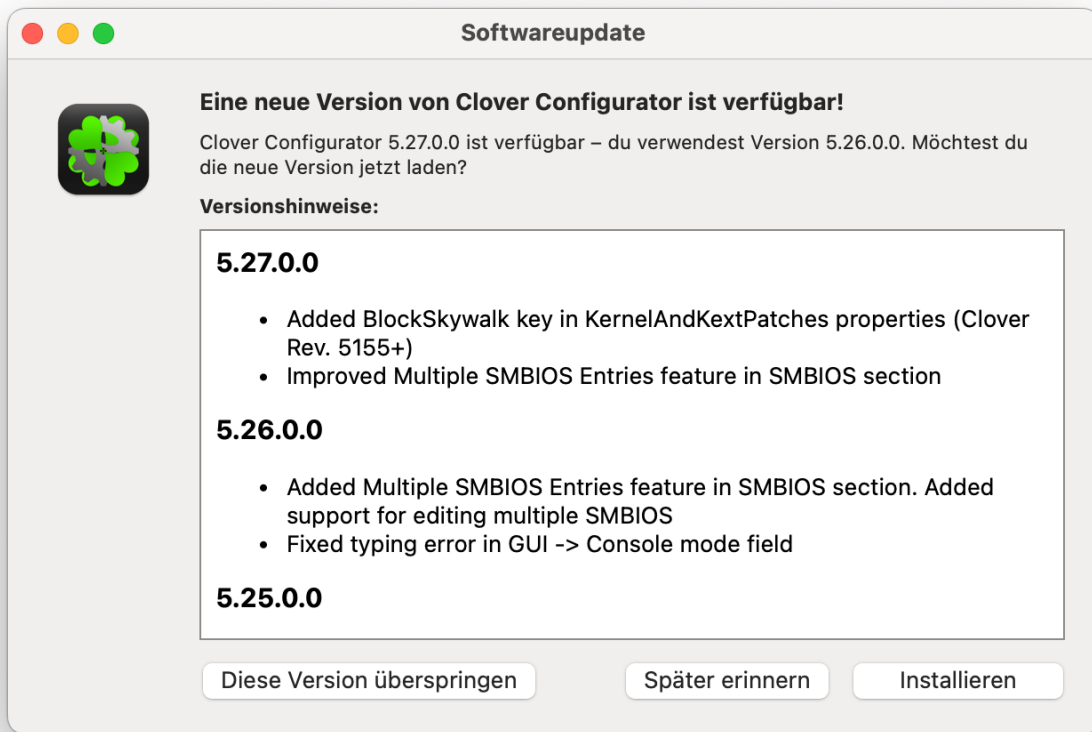 Softwareupdate
Eine neue Version von Clover Configurator ist verfügbar!
Clover Configurator 5.27.0.0 ist verfügbar – du verwendest Version 5.26.0.0. Möchtest du
die neue Version jetzt laden?
Versionshinweise:
5.27.0.0
• Added BlockSkywalk key in KernelAndKextPatches properties (Clover
Rev. 5155+)
• Improved Multiple SMBIOS Entries feature in SMBIOS section
5.26.0.0
• Added Multiple SMBIOS Entries feature in SMBIOS section. Added
support for editing multiple SMBIOS
• Fixed typing error in GUI -> Console mode field
5.25.0.0
Diese Version überspringen
Später erinnern
Installieren